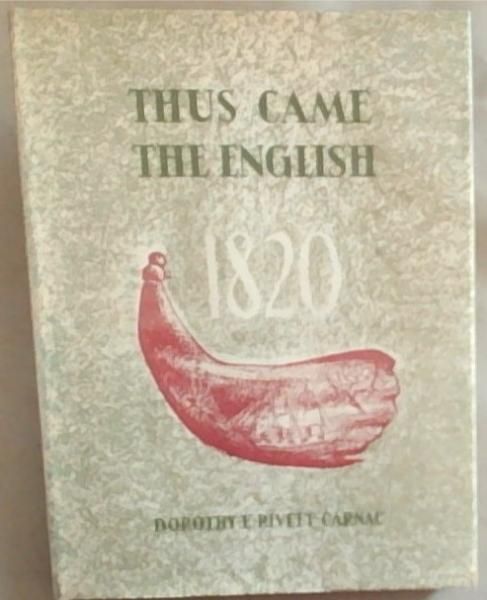 THUS CAME
THE ENGLISH
1820
DOROTHY E. RIVETT CARNAC